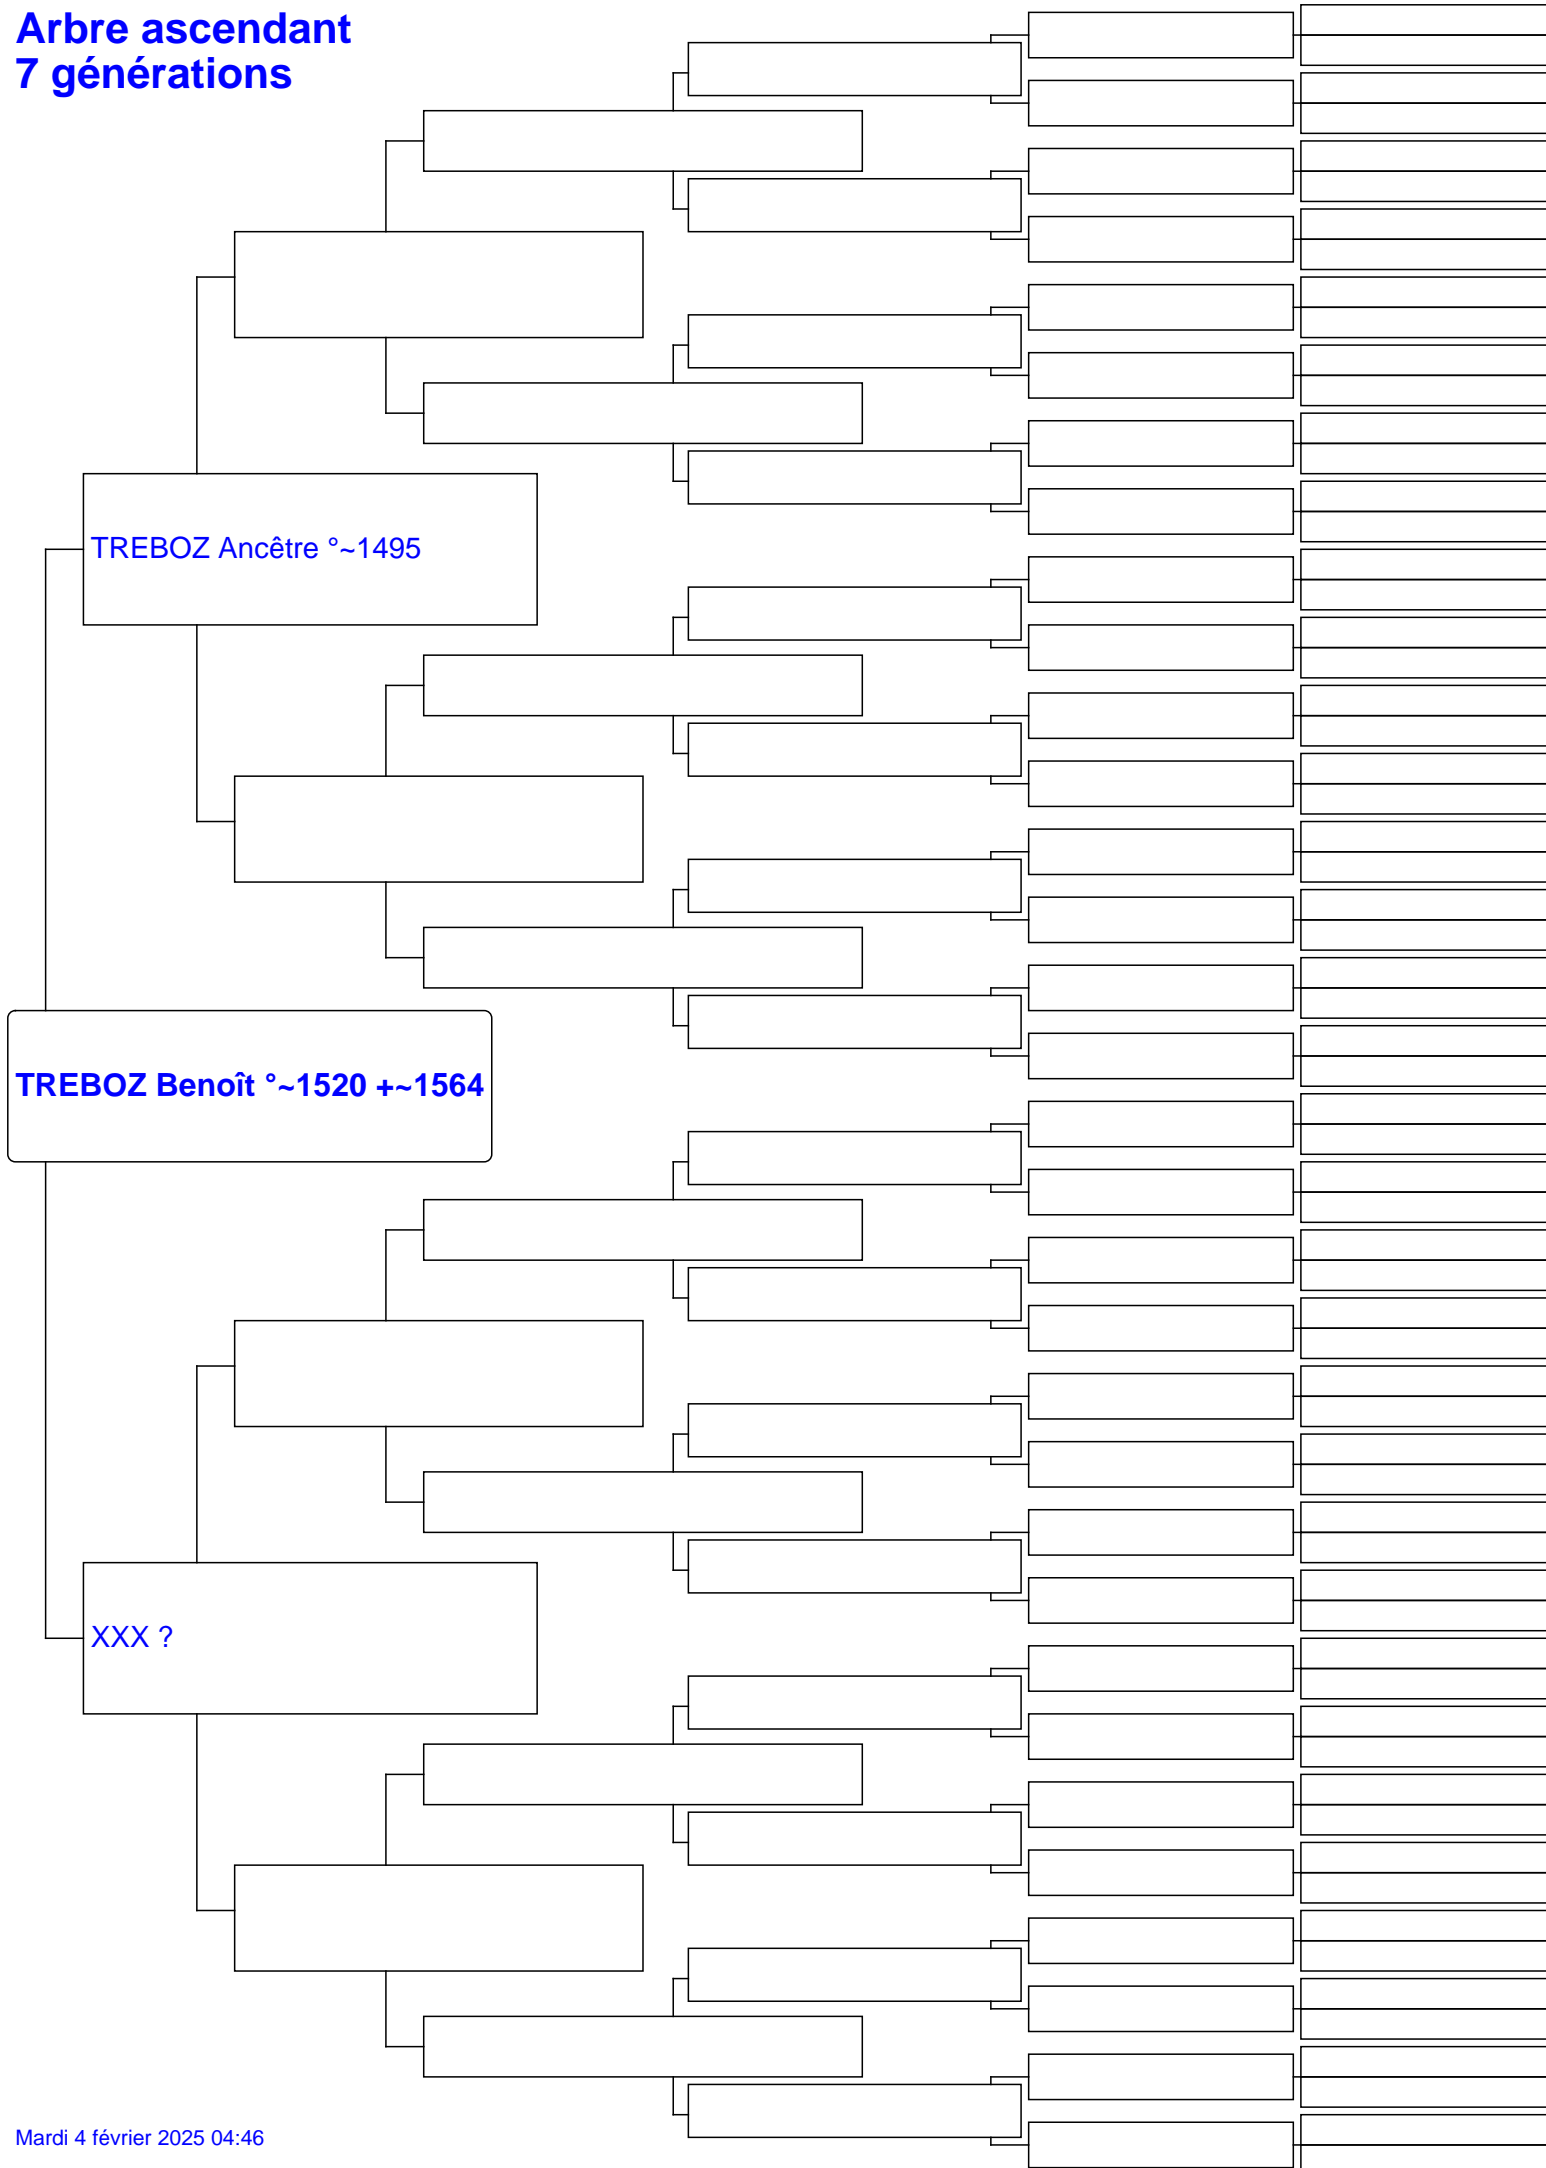 Arbre ascendant
7 générations
TREBOZ Ancêtre °~1495
TREBOZ Benoît °~1520 +~1564
XXX ?
Mardi 4 février 2025 04:46